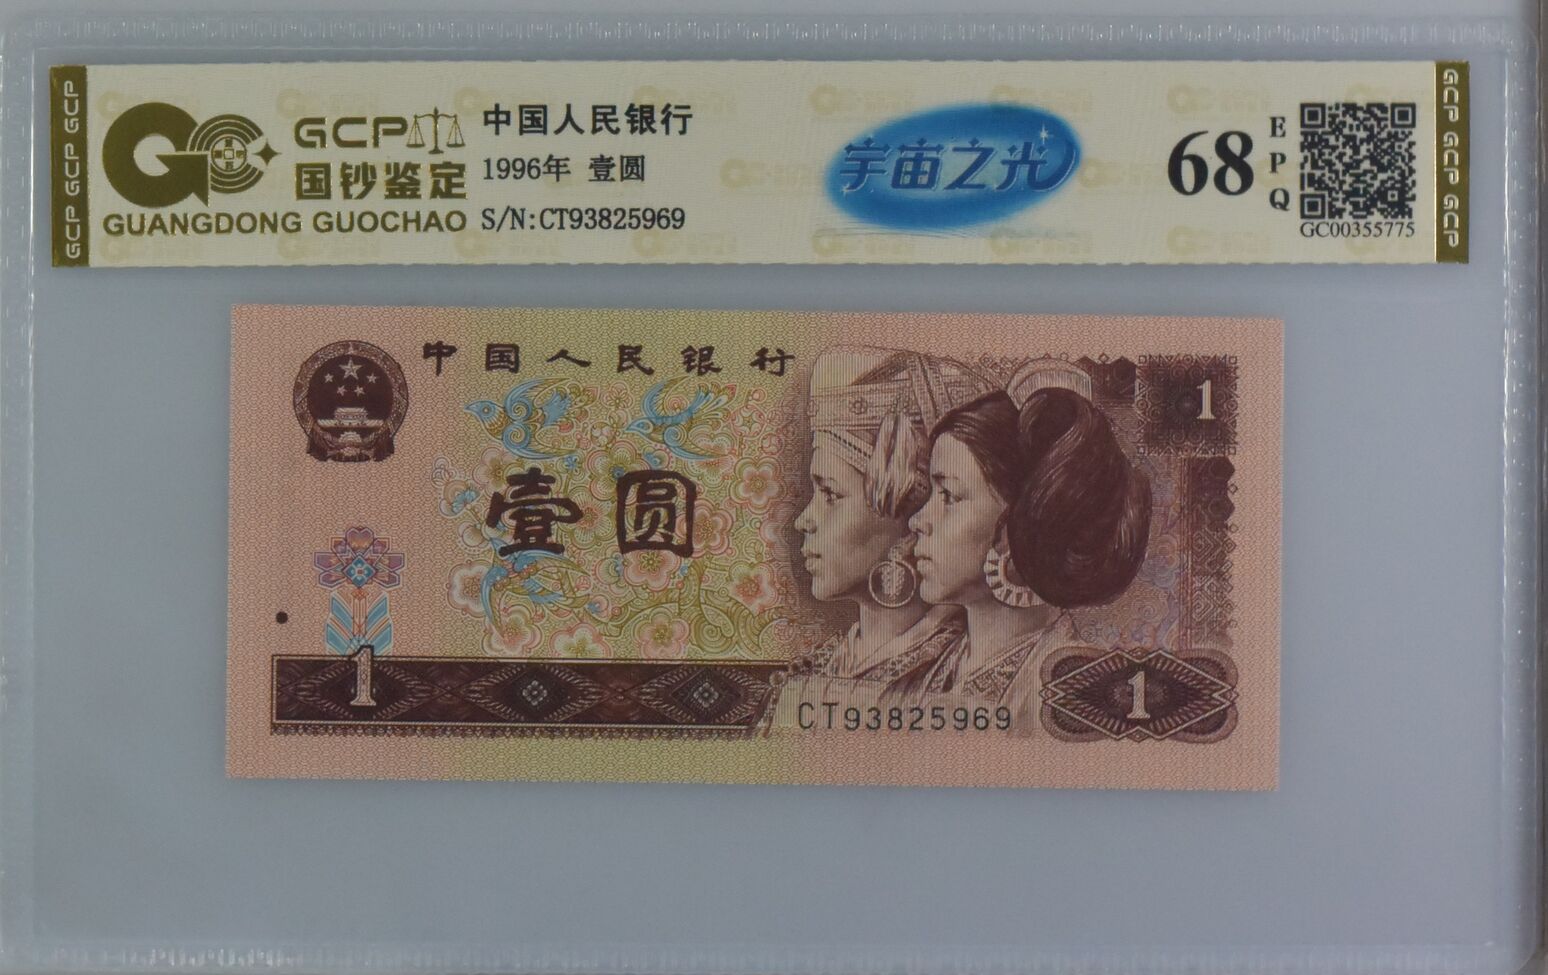 GCP GCP GCP
GCP
国钞鉴定
GUANGDONG GUOCHAO
中国人民银行
1996年 壹圆
S/N:CT93825969
宇宙之光
68
EPQ
GC00355775
GCP GCP GCP
中国人民银行
1
壹圆
1
CT93825969
1